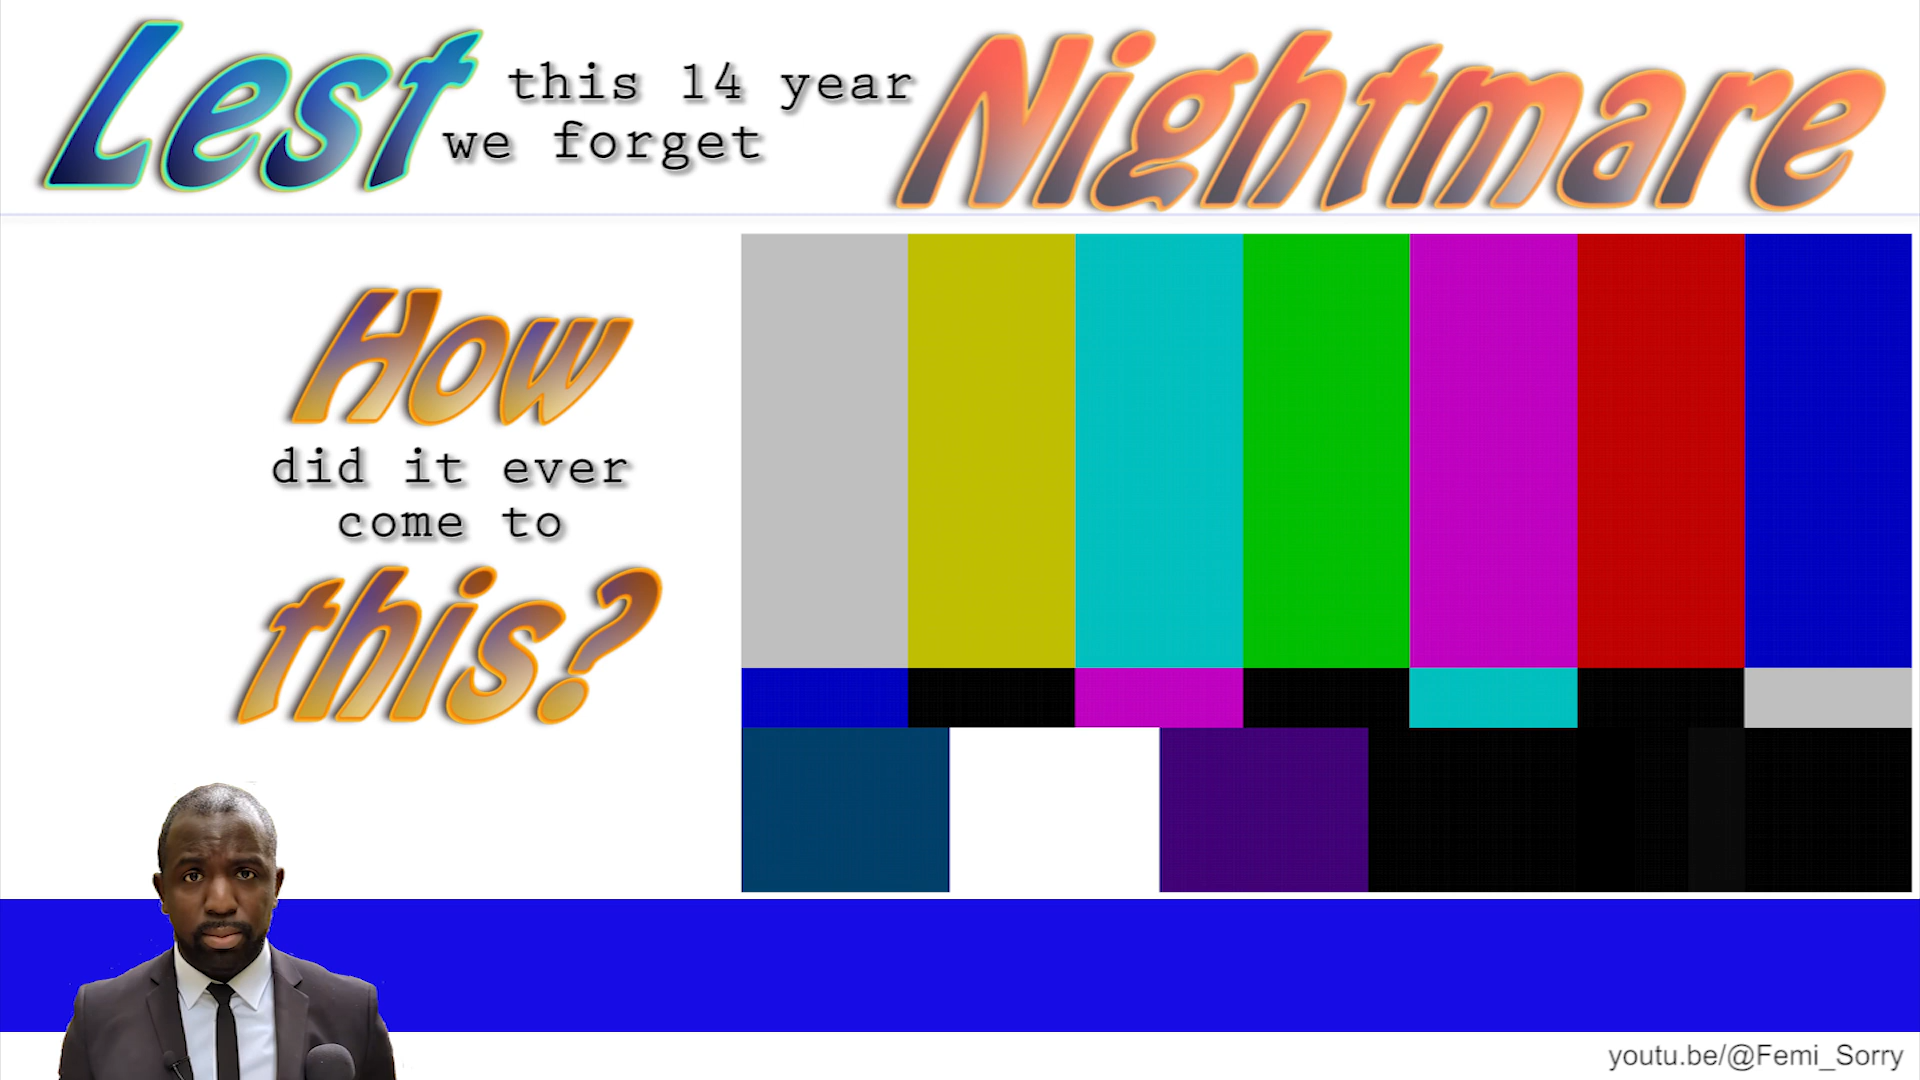 Lest this 14 year Nightmare
we forget
How
did it ever
come to
this?
youtu.be/@Femi_Sorry